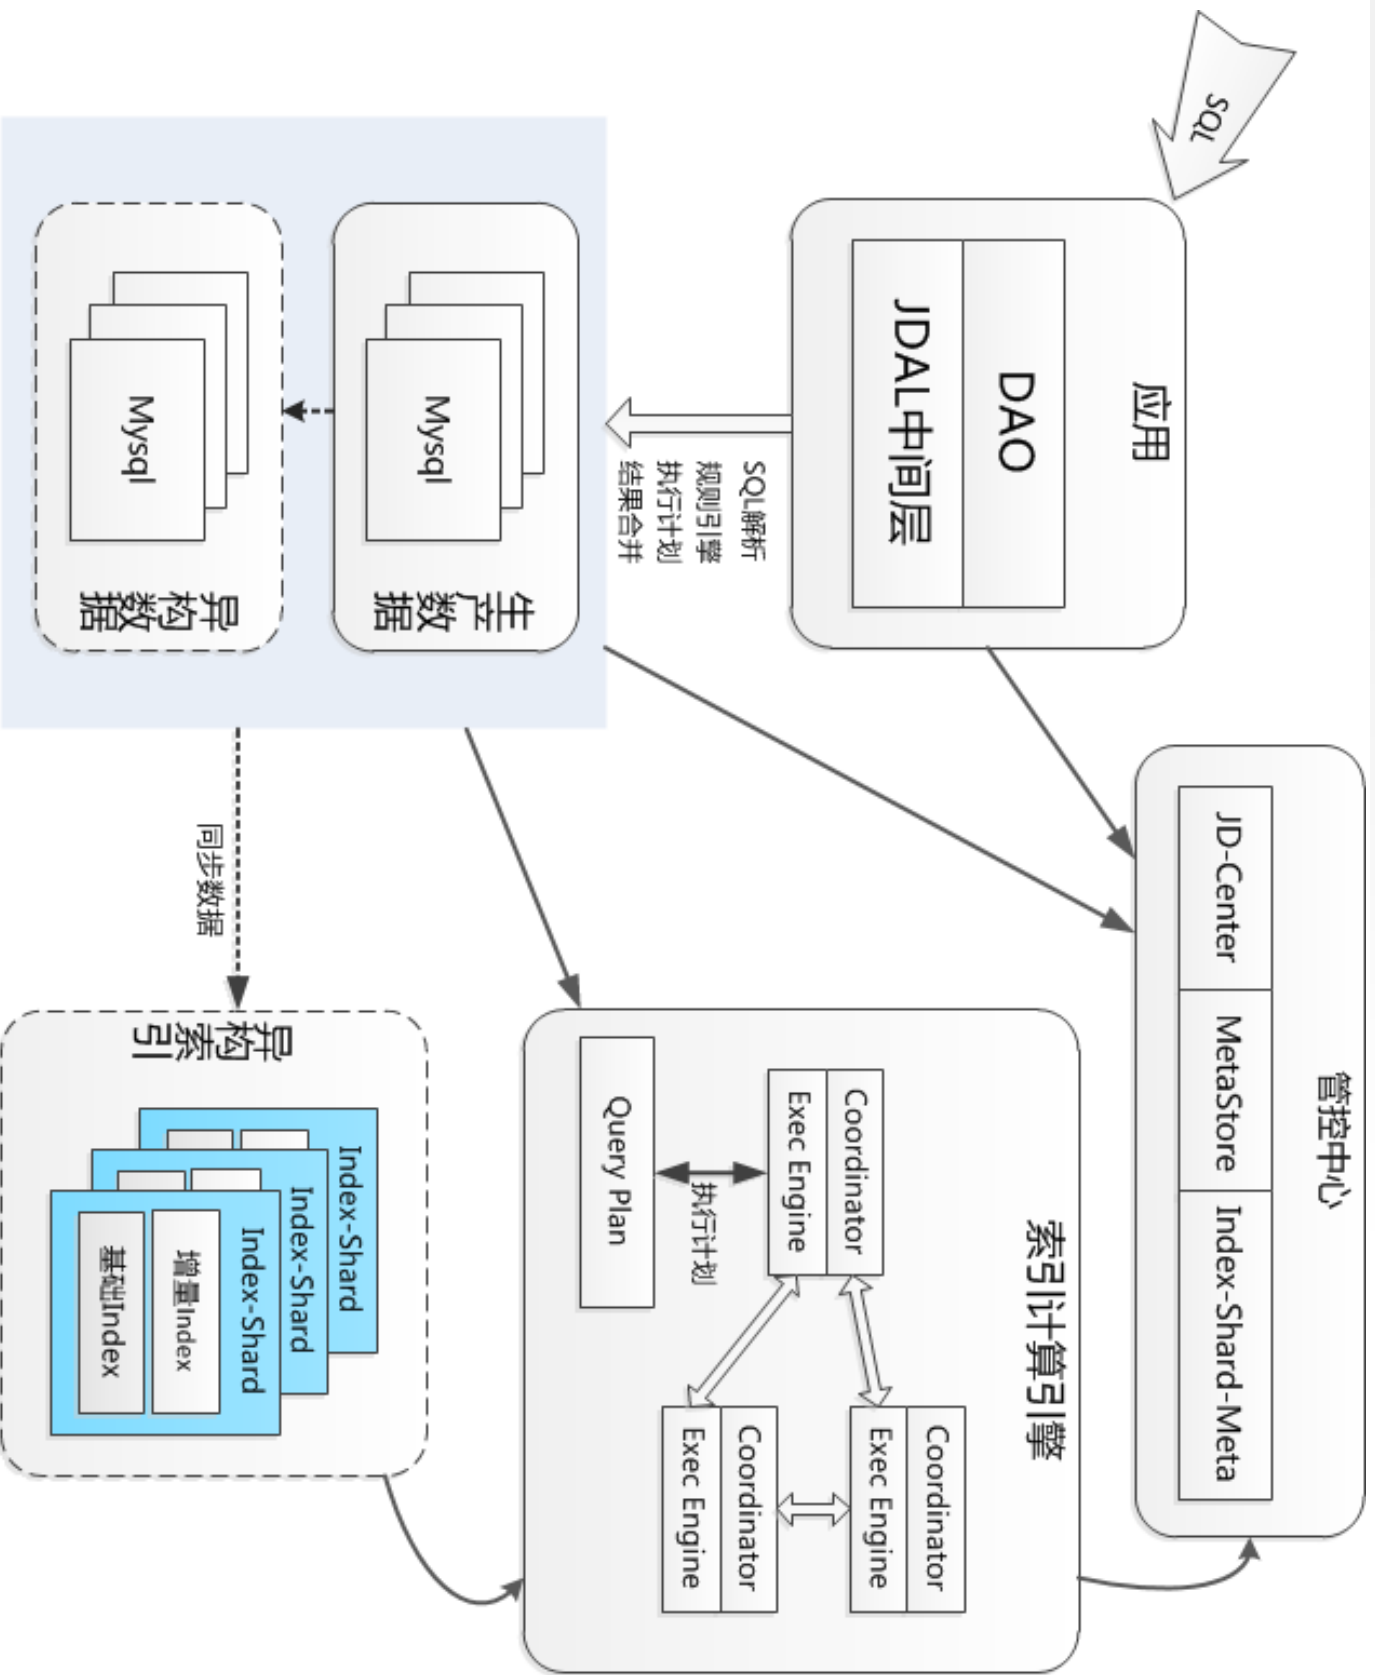 SQL
管控中心
JD-Center
MetaStore
Index-Shard-Meta
应用
DAO
JDAL中间层
SQL解析
规则引擎
执行计划
结果合并
索引计算引擎
Coordinator
Exec Engine
Coordinator
Exec Engine
Coordinator
Exec Engine
执行计划
Query Plan
Mysql
生产数据
Mysql
异构数据
同步数据
异构索引
Index-Shard
Index-Shard
Index-Shard
增量Index
基础Index